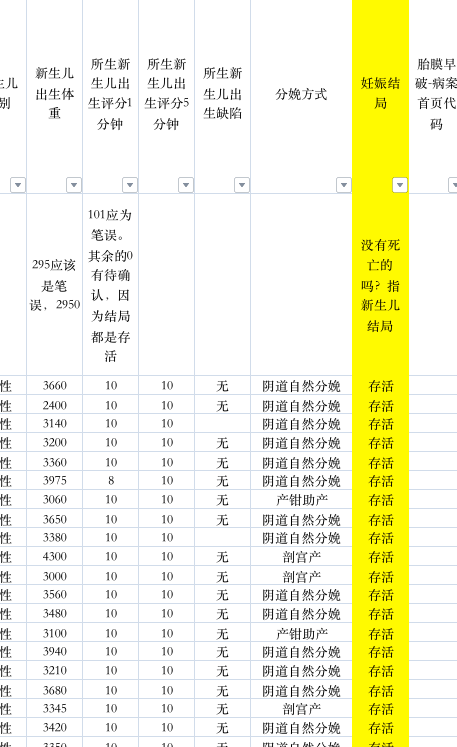 生儿 新生儿 所生新 所生新 所生新 分娩方式 妊娠结 胎膜早
别 出生体 生儿出 生儿出 生儿出 局 破-病案
重 生评分1 生评分5 生缺陷 首页代
分钟 分钟 码
295应该 101应为 没有死
是笔 笔误。 亡的
误，2950 其余的0 吗？指
有待确 新生儿
认，因 结局
为结局
都是存
活
性 3660 10 10 无 阴道自然分娩 存活
性 2400 10 10 无 阴道自然分娩 存活
性 3140 10 10 阴道自然分娩 存活
性 3200 10 10 无 阴道自然分娩 存活
性 3360 10 10 无 阴道自然分娩 存活
性 3975 8 10 无 阴道自然分娩 存活
性 3060 10 10 无 产钳助产 存活
性 3650 10 10 无 阴道自然分娩 存活
性 3380 10 10 阴道自然分娩 存活
性 4300 10 10 无 剖宫产 存活
性 3000 10 10 无 剖宫产 存活
性 3560 10 10 无 阴道自然分娩 存活
性 3480 10 10 无 阴道自然分娩 存活
性 3100 10 10 无 产钳助产 存活
性 3940 10 10 无 阴道自然分娩 存活
性 3210 10 10 无 阴道自然分娩 存活
性 3680 10 10 无 阴道自然分娩 存活
性 3345 10 10 无 剖宫产 存活
性 3420 10 10 无 阴道自然分娩 存活
性 3350 10 10 无 阴道自然分娩 存活